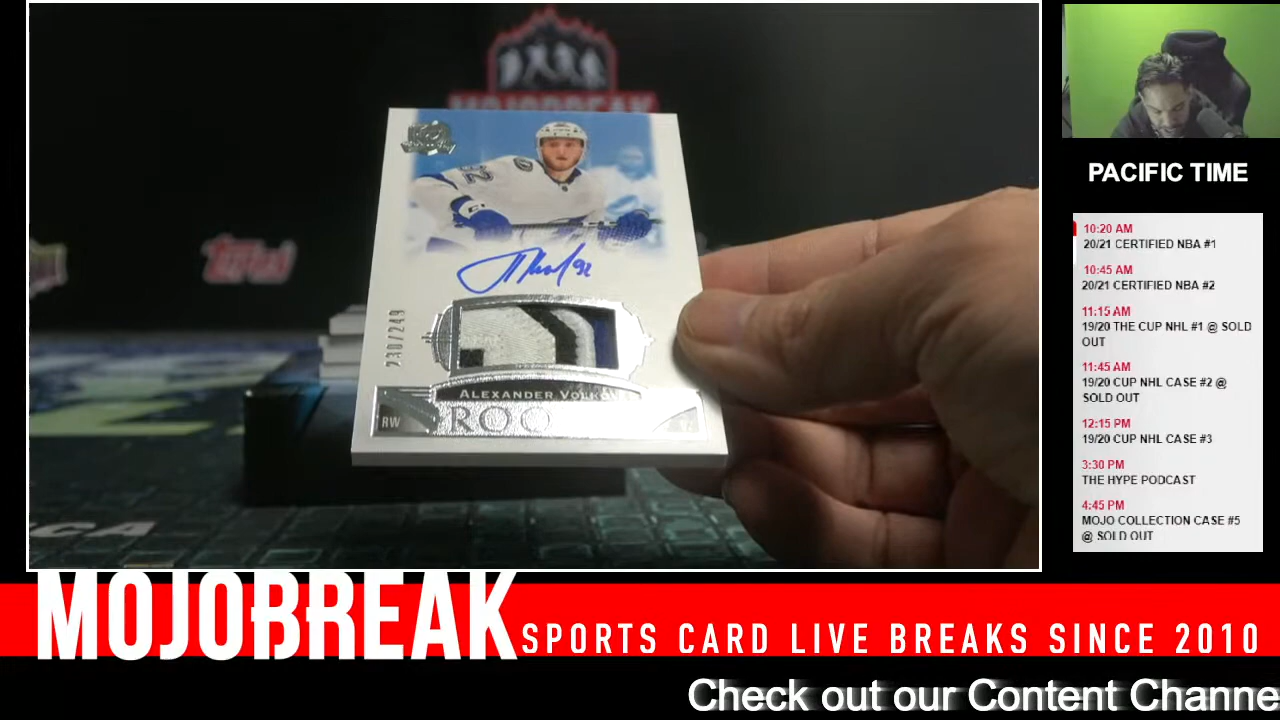 MOJOBREAK
Topps
92
92
230/249
ALEXANDER VOLKOV
RW
ROO
PACIFIC TIME
10:20 AM
20/21 CERTIFIED NBA #1
10:45 AM
20/21 CERTIFIED NBA #2
11:15 AM
19/20 THE CUP NHL #1 @ SOLD
OUT
11:45 AM
19/20 CUP NHL CASE #2 @
SOLD OUT
12:15 PM
19/20 CUP NHL CASE #3
3:30 PM
THE HYPE PODCAST
4:45 PM
MOJO COLLECTION CASE #5
@ SOLD OUT
MOJOBREAK
SPORTS CARD LIVE BREAKS SINCE 2010
Check out our Content Channe